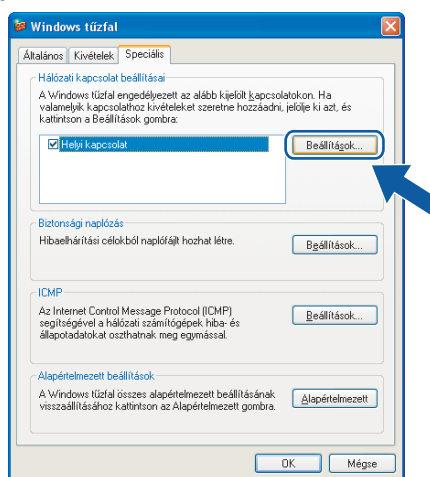 Windows tűzfal
Általános Kivételek Speciális
Hálózati kapcsolat beállításai
A Windows tűzfal engedélyezett az alább kijelölt kapcsolatokon. Ha
valamelyik kapcsolathoz kivételeket szeretne hozzáadni, jelölje ki azt, és
kattintson a Beállítások gombra:
Helyi kapcsolat
Beállítások...
Biztonsági naplózás
Hibaelhárítási célokból naplófájlt hozhat létre.
Beállítások...
ICMP
Az Internet Control Message Protocol (ICMP)
segítségével a hálózati számítógépek hiba- és
állapotadatokat oszthatnak meg egymással.
Beállítások...
Alapértelmezett beállítások
A Windows tűzfal összes alapértelmezett beállításának
visszaállításához kattintson az Alapértelmezett gombra.
Alapértelmezett
OK Mégse